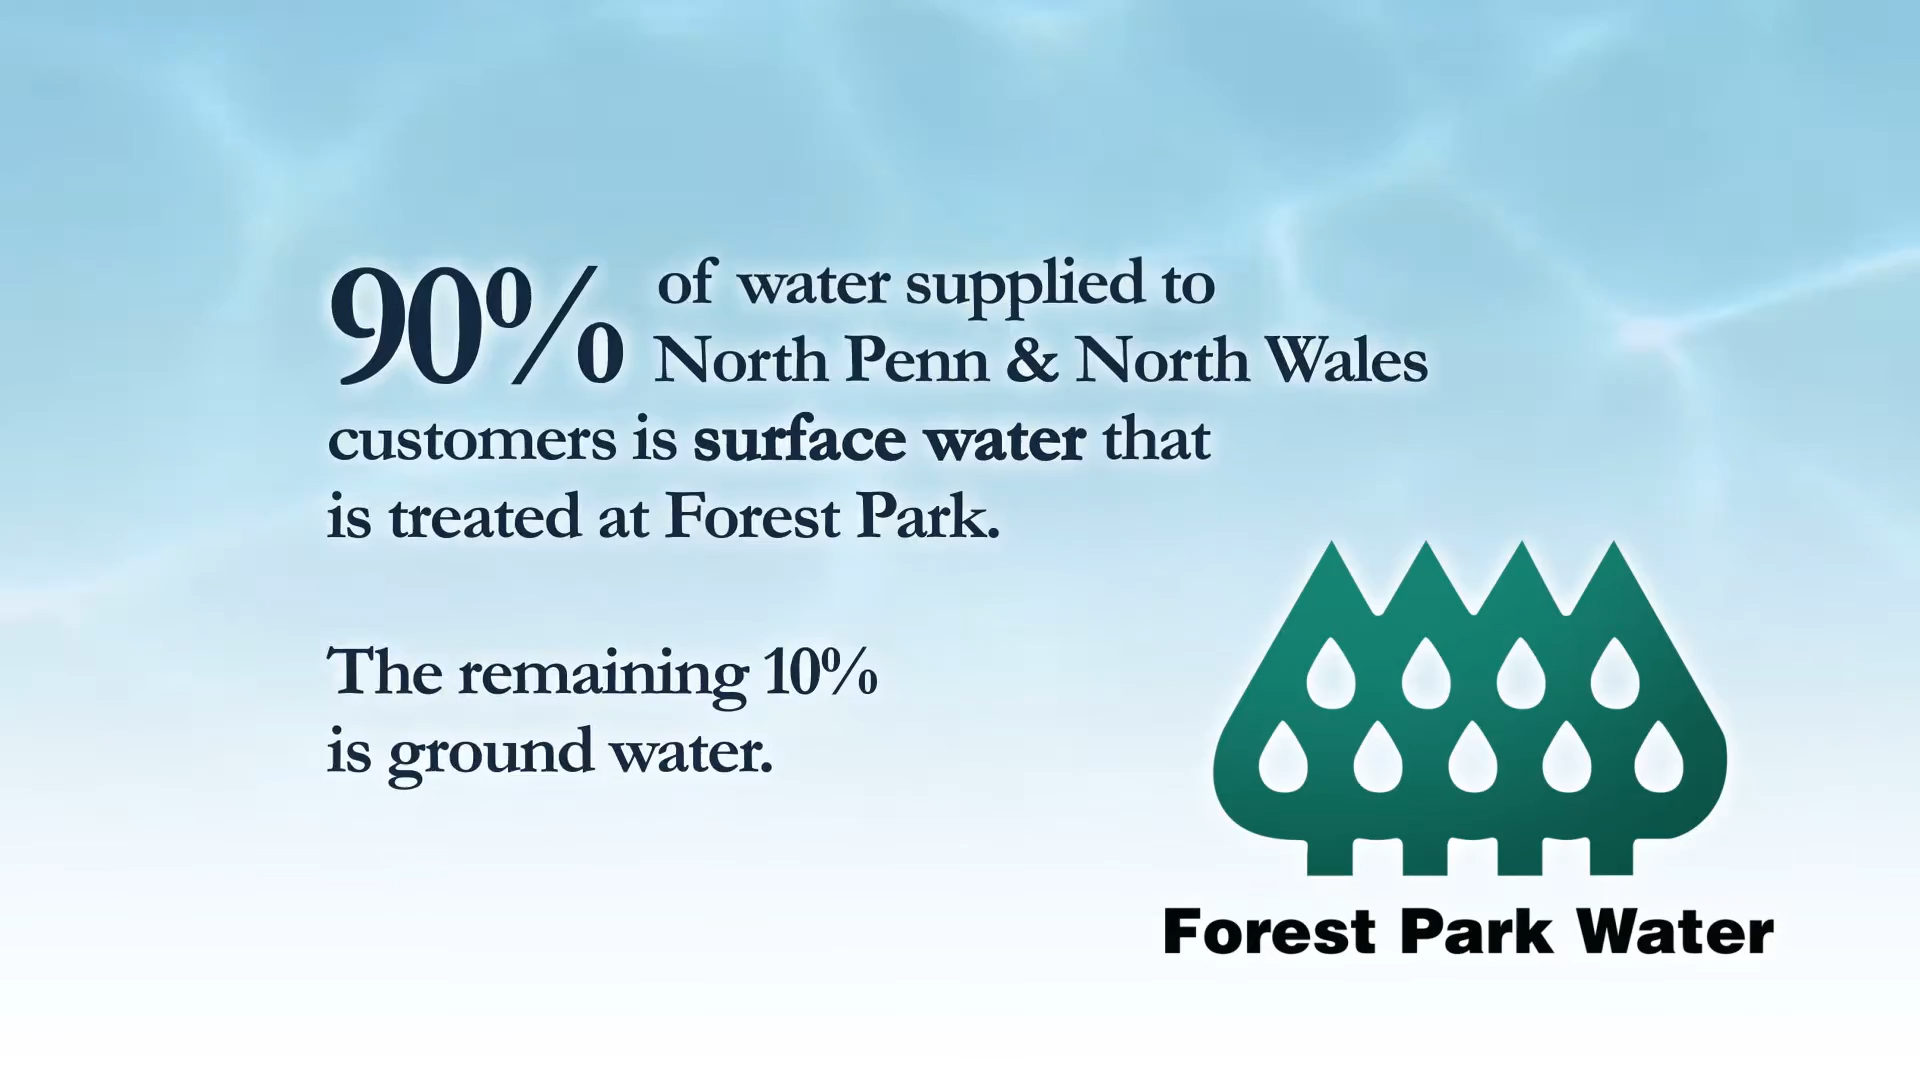 90% of water supplied to
North Penn & North Wales
customers is surface water that
is treated at Forest Park.
The remaining 10%
is ground water.
Forest Park Water